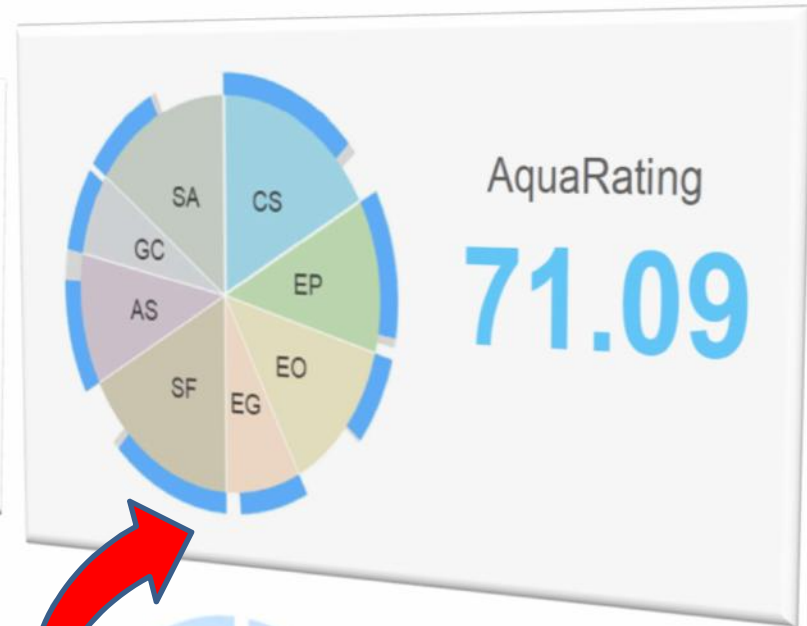 AquaRating
71.09
SA
CS
GC
EP
AS
EO
SF
EG